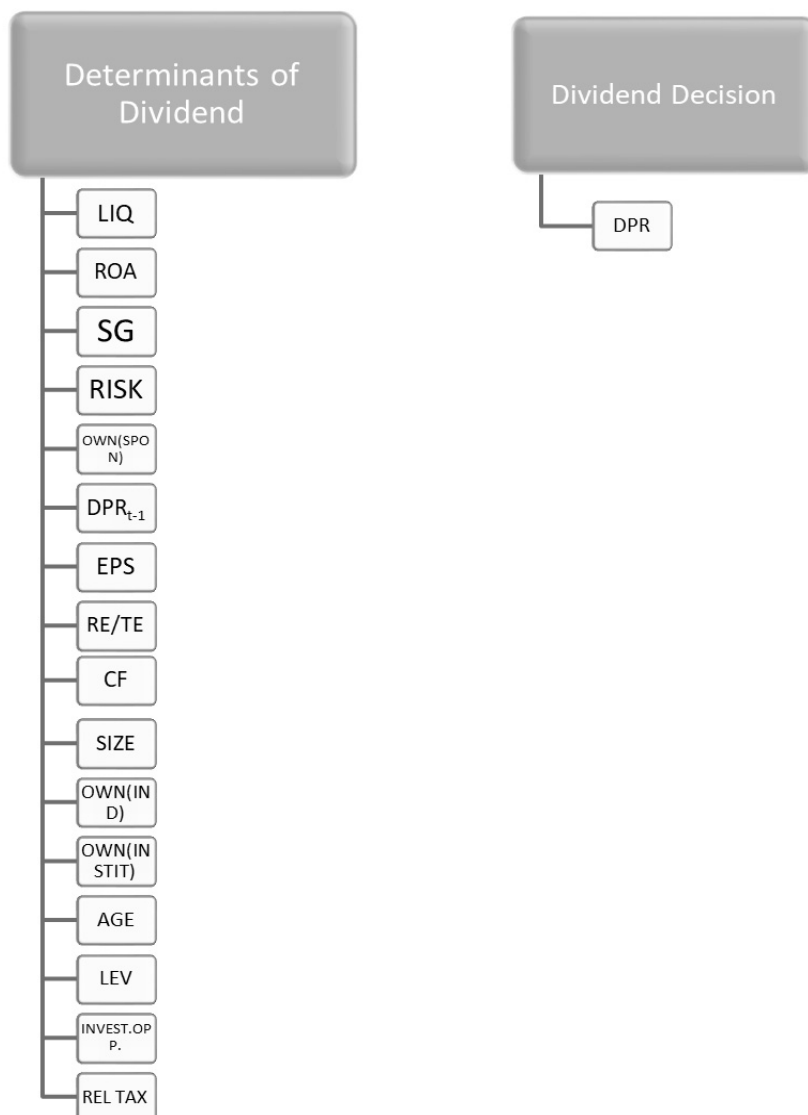 Determinants of
Dividend
LIQ
ROA
SG
RISK
OWN(SPO
N)
DPRt-1
EPS
RE/TE
CF
SIZE
OWN(IN
D)
OWN(IN
STIT)
AGE
LEV
INVEST.OP
P.
REL TAX
Dividend Decision
DPR